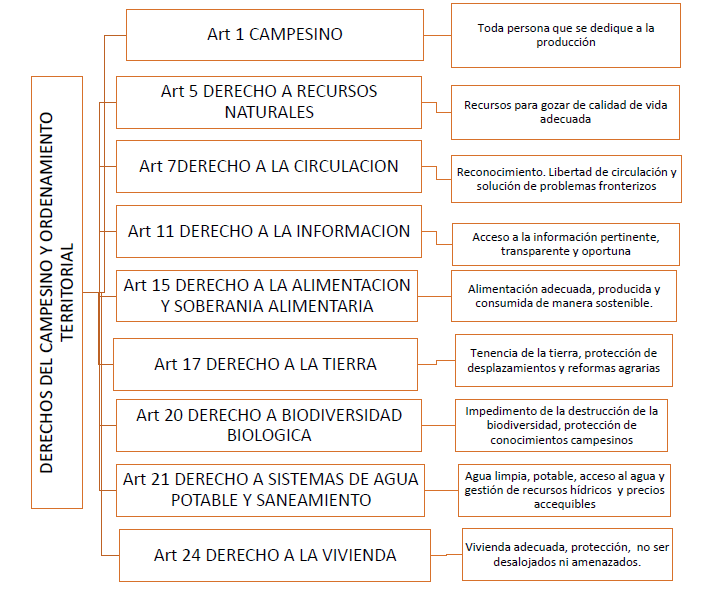 DERECHOS DEL CAMPESINO Y ORDENAMIENTO
TERRITORIAL
Art 1 CAMPESINO
Toda persona que se dedique a la
producción
Art 5 DERECHO A RECURSOS
NATURALES
Recursos para gozar de calidad de vida
adecuada
Art 7DERECHO A LA CIRCULACION
Reconocimiento. Libertad de circulación y
solución de problemas fronterizos
Art 11 DERECHO A LA INFORMACION
Acceso a la información pertinente,
transparente y oportuna
Art 15 DERECHO A LA ALIMENTACION
Y SOBERANIA ALIMENTARIA
Alimentación adecuada, producida y
consumida de manera sostenible.
Art 17 DERECHO A LA TIERRA
Tenencia de la tierra, protección de
desplazamientos y reformas agrarias
Art 20 DERECHO A BIODIVERSIDAD
BIOLOGICA
Impedimento de la destrucción de la
biodiversidad, protección de
conocimientos campesinos
Art 21 DERECHO A SISTEMAS DE AGUA
POTABLE Y SANEAMIENTO
Agua limpia, potable, acceso al agua y
gestión de recursos hídricos y precios
accequibles
Art 24 DERECHO A LA VIVIENDA
Vivienda adecuada, protección, no ser
desalojados ni amenazados.